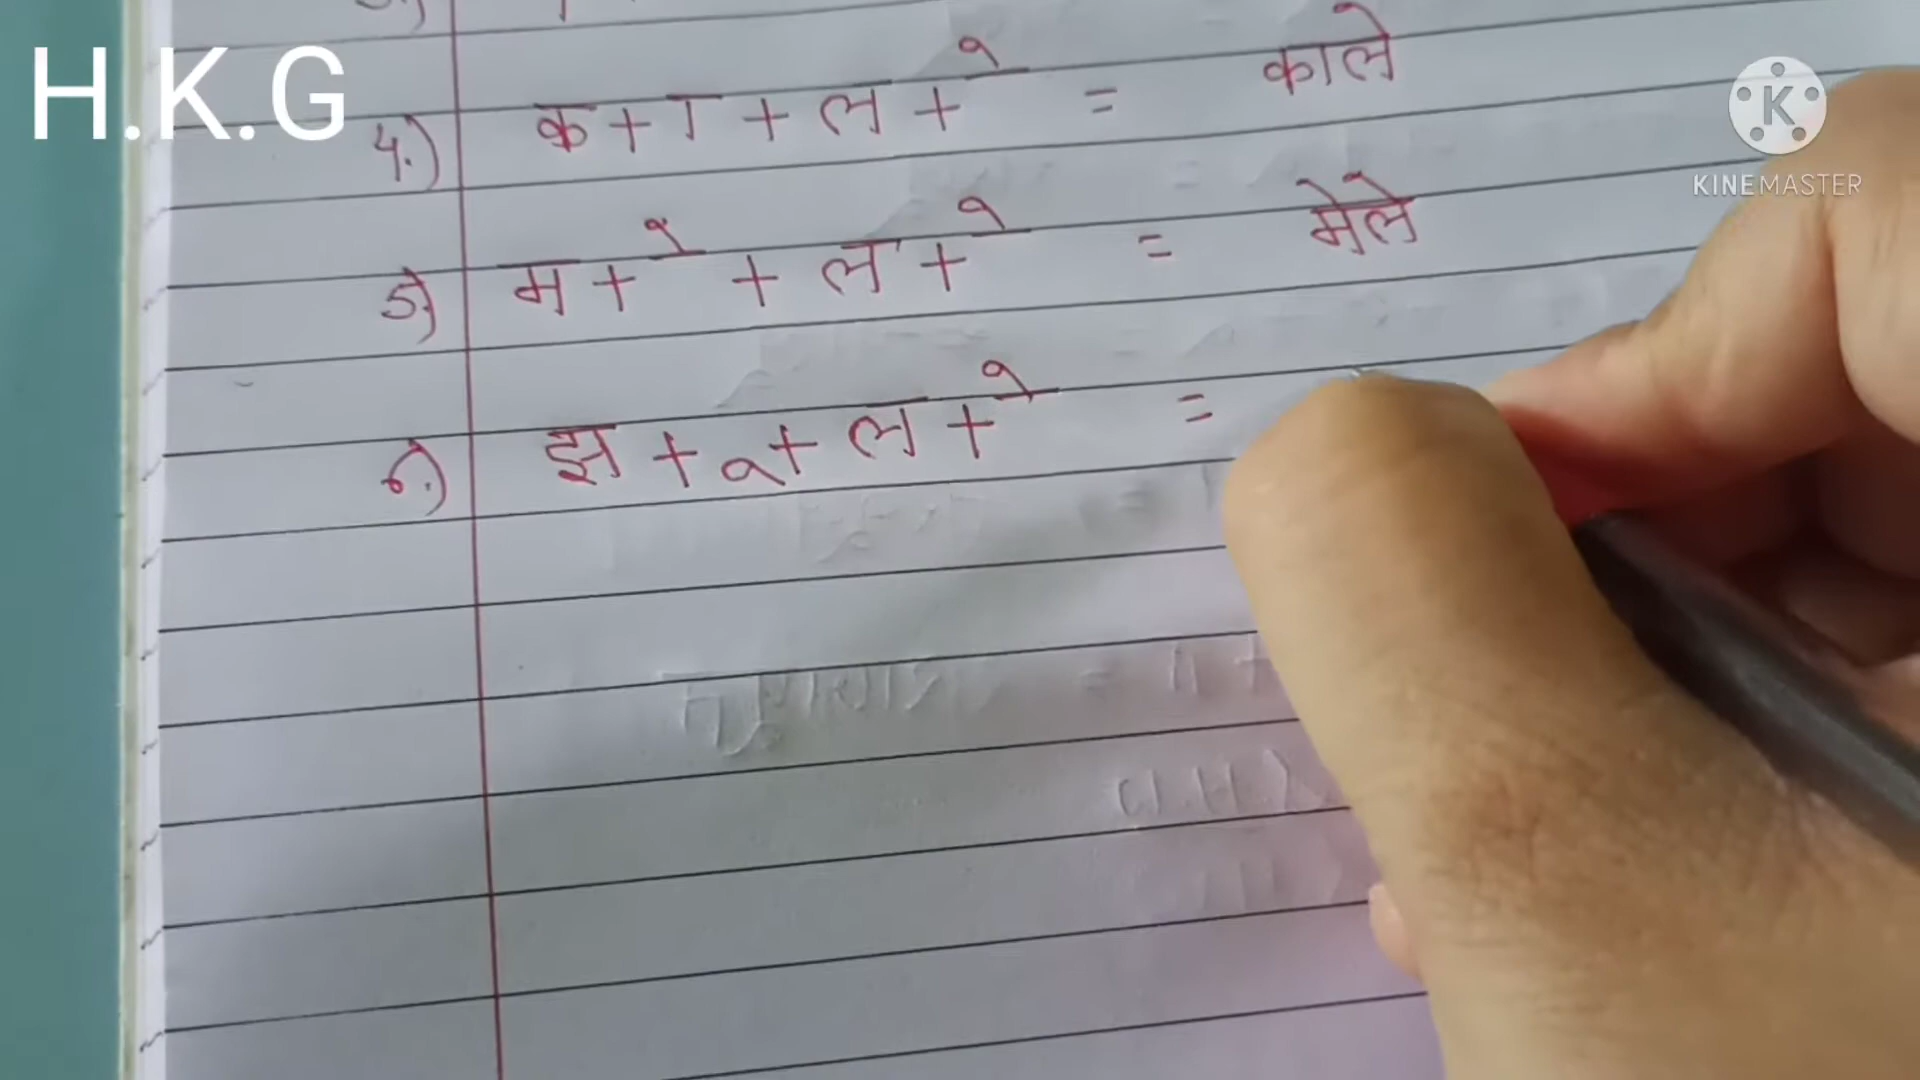 H.K.G
KINEMASTER
4.) क + ा + ल + े = काले
5.) म + े + ल + े = मेले
6.) झ + ू + ल + े =